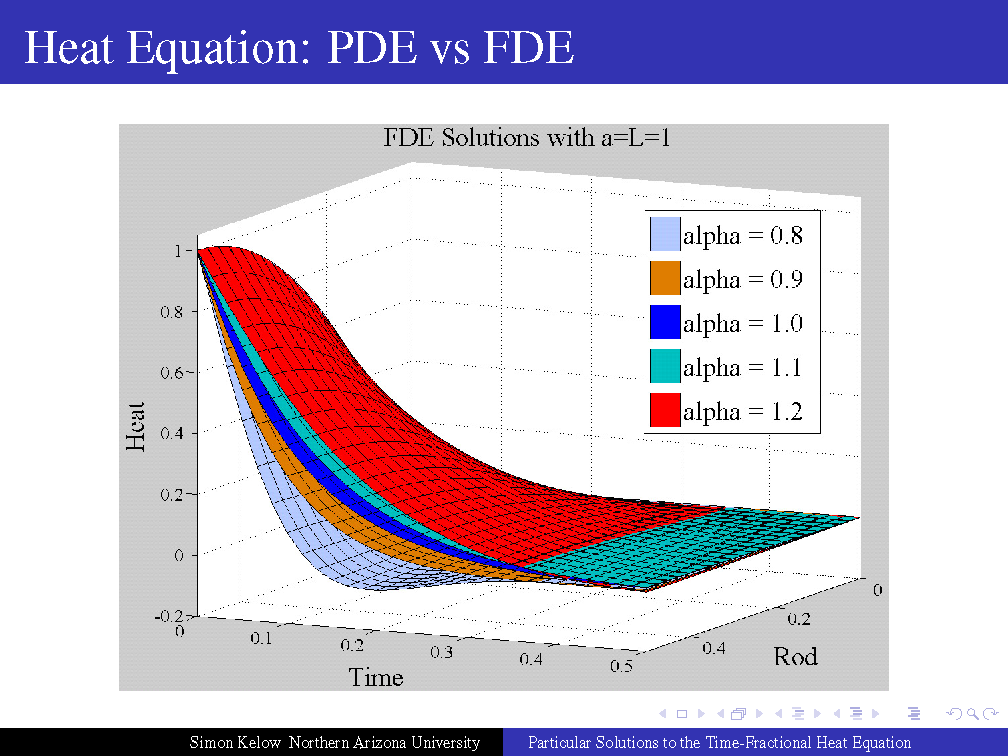 Heat Equation: PDE vs FDE
FDE Solutions with a=L=1
alpha = 0.8
alpha = 0.9
alpha = 1.0
alpha = 1.1
alpha = 1.2
1
0.8
0.6
0.4
0.2
0
-0.2
Heat
0
0.1
0.2
0.3
0.4
0.5
Time
0.4
0.2
0
Rod
Simon Kelow Northern Arizona University
Particular Solutions to the Time-Fractional Heat Equation